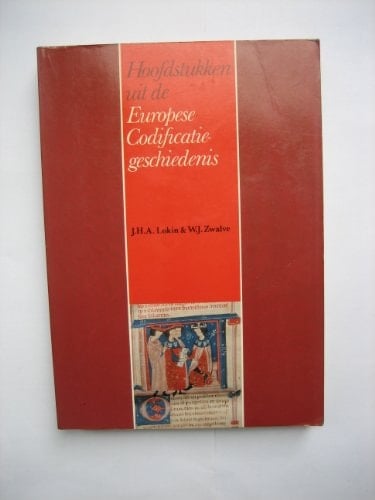 Hoofdstukken
uit de
Europese
Codificatie-
geschiedenis
J.H.A. Lokin & W.J. Zwalve